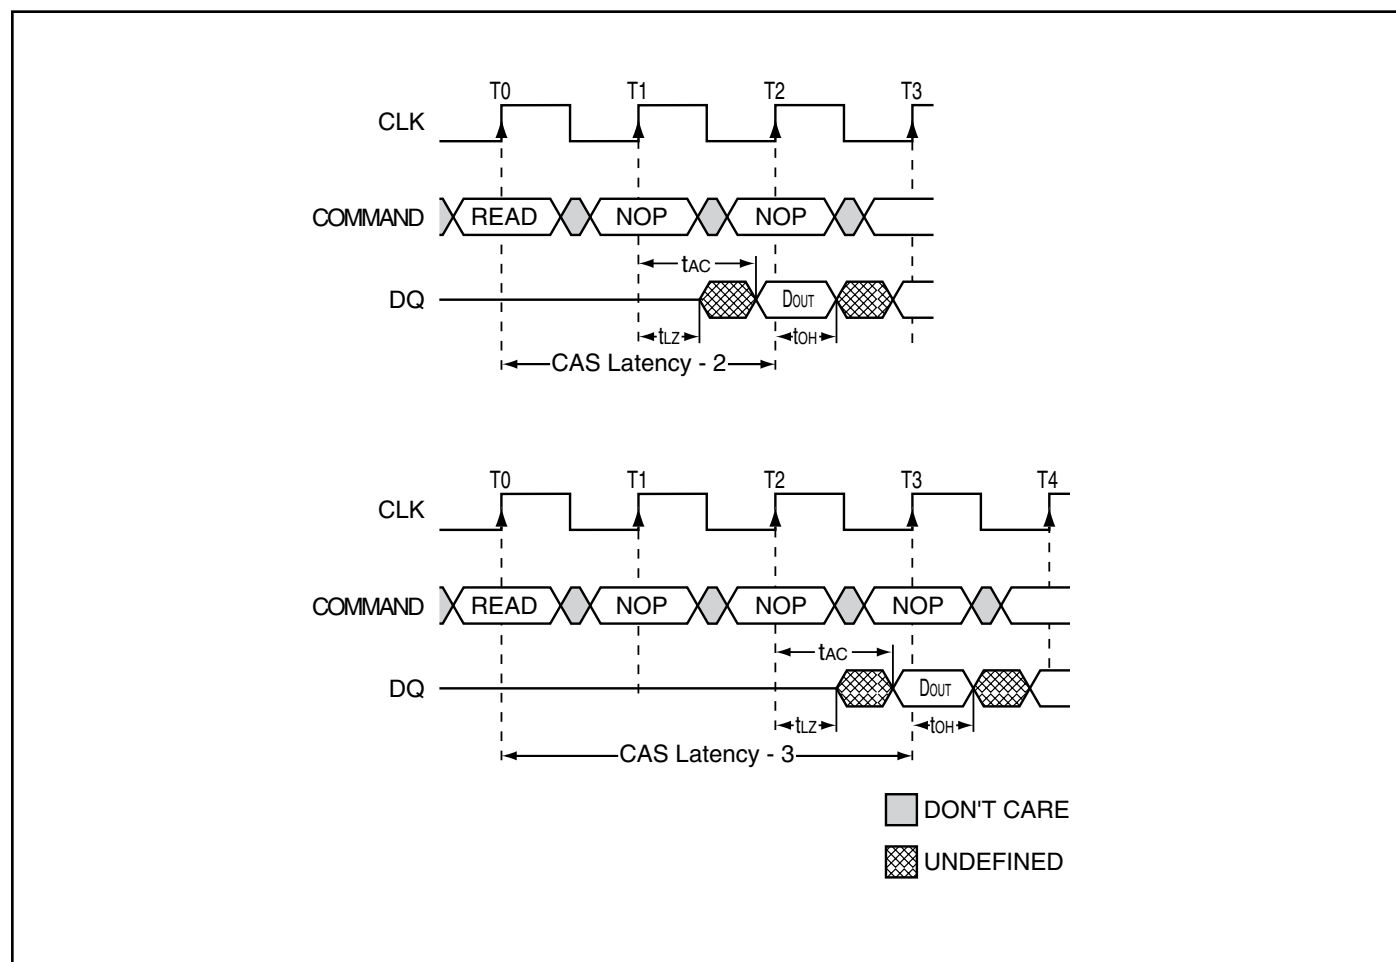 T0 T1 T2 T3
CLK
COMMAND READ NOP NOP
tAC
DQ DOUT
tLZ tOH
CAS Latency - 2
T0 T1 T2 T3 T4
CLK
COMMAND READ NOP NOP NOP
tAC
DQ DOUT
tLZ tOH
CAS Latency - 3
DON'T CARE
UNDEFINED